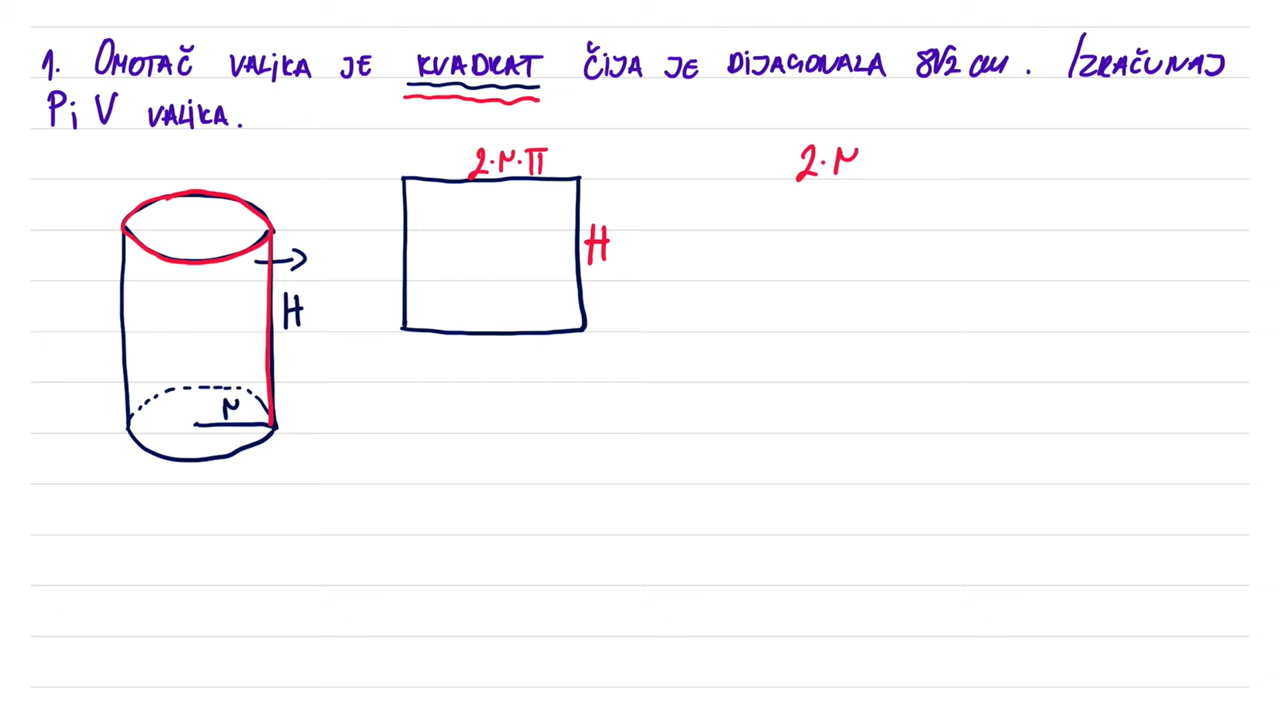 1. OMOTAČ VALJKA JE KVADRAT ČIJA JE DIJAGONALA 8√2 cm. IZRAČUNAJ
P i V VALJKA.
2·r·π
2·r
H
H
r